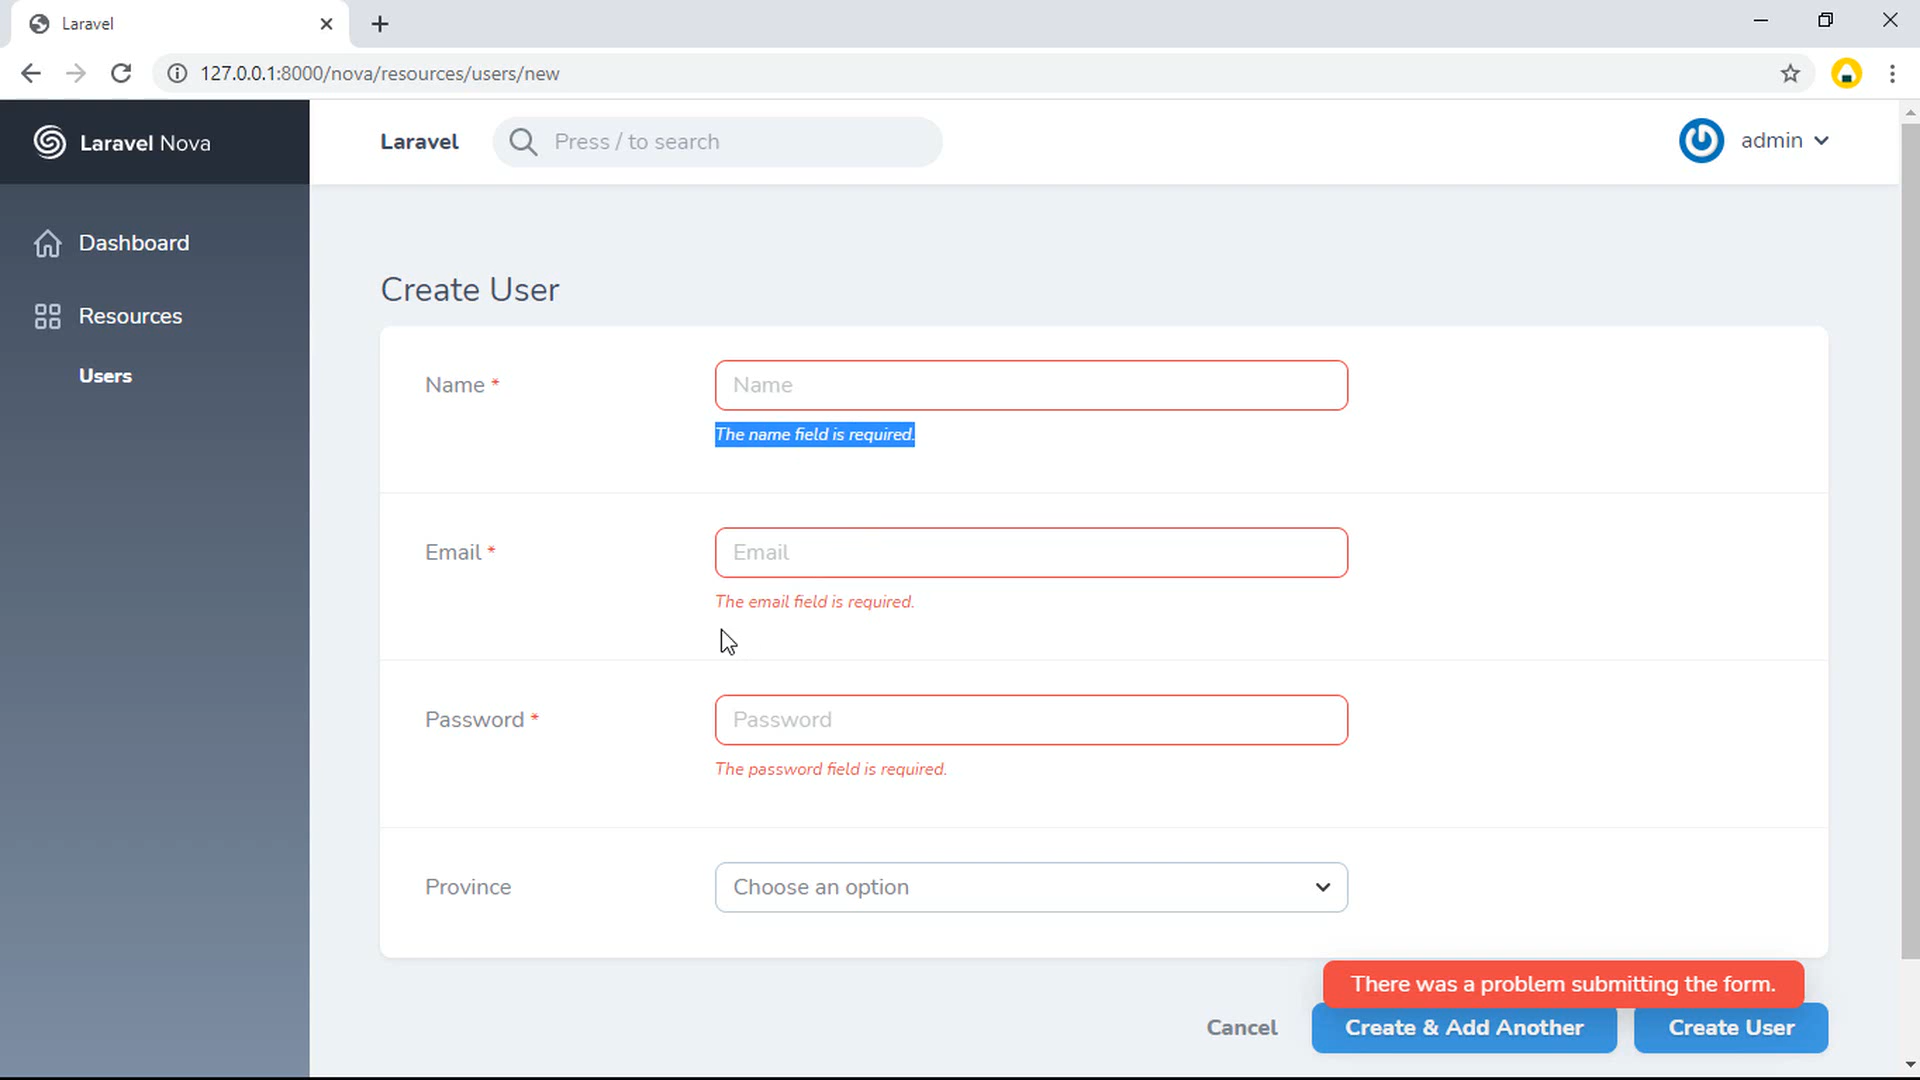 Laravel
127.0.0.1:8000/nova/resources/users/new
Laravel Nova
Laravel
Press / to search
admin
Dashboard
Resources
Users
Create User
Name *
Name
The name field is required.
Email *
Email
The email field is required.
Password *
Password
The password field is required.
Province
Choose an option
There was a problem submitting the form.
Cancel
Create & Add Another
Create User